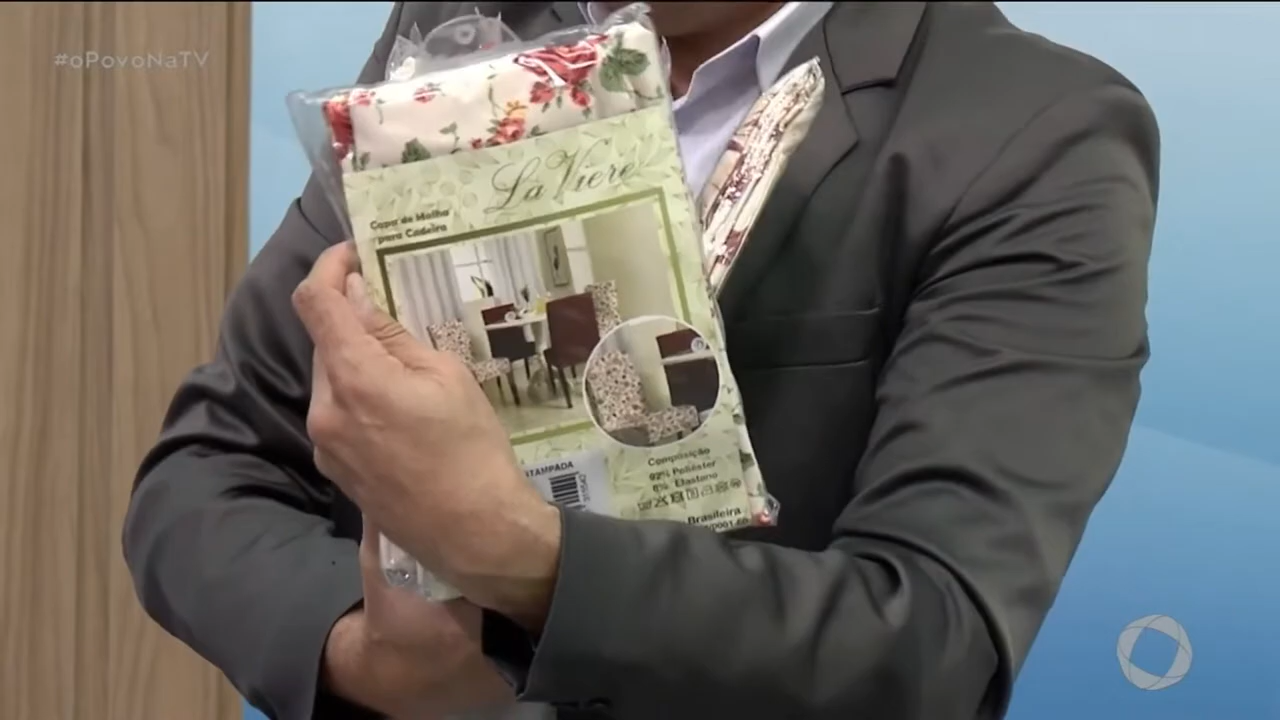 #oPovoNaTV
La Viere
Capa de Malha
para Cadeira
STAMPADA
Composição
92% Poliéster
8% Elastano
Brasileira